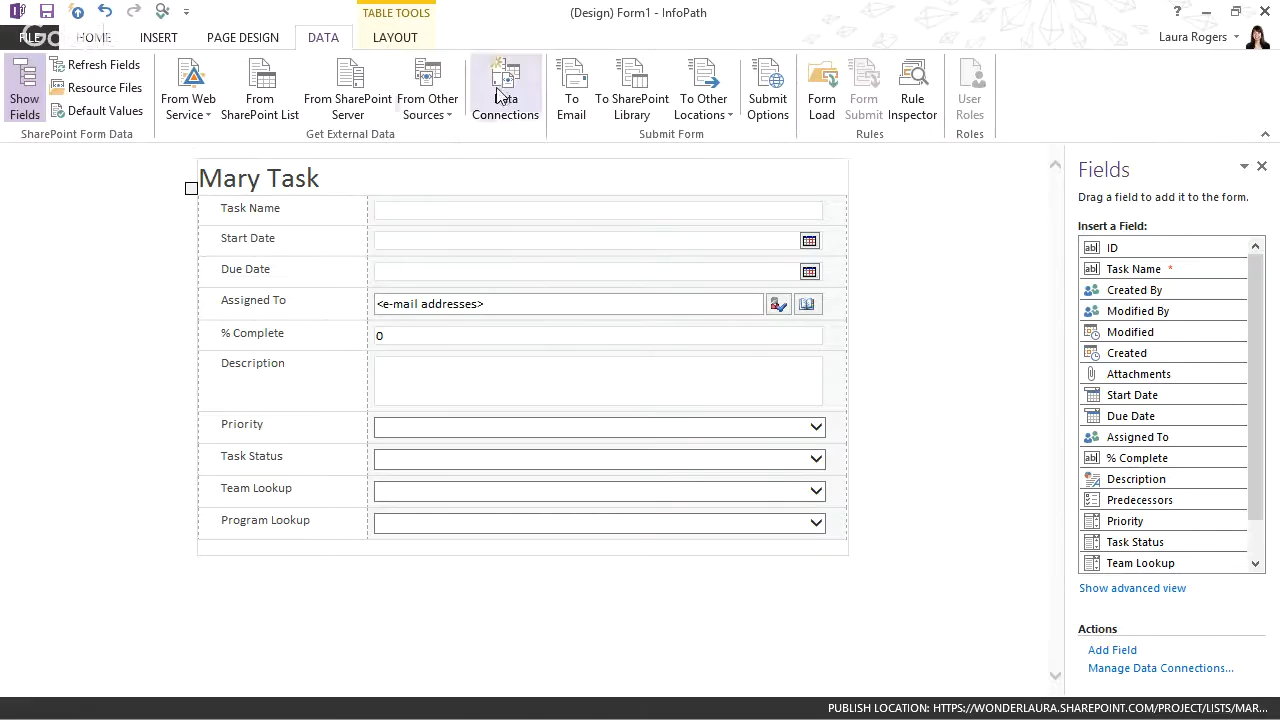 TABLE TOOLS
(Design) Form1 - InfoPath
?
FILE
HOME
INSERT
PAGE DESIGN
DATA
LAYOUT
Laura Rogers
Show Fields
Refresh Fields
Resource Files
Default Values
SharePoint Form Data
From Web Service
From SharePoint List
From SharePoint Server
From Other Sources
Data Connections
Get External Data
To Email
To SharePoint Library
To Other Locations
Submit Options
Submit Form
Form Load
Form Submit
Rule Inspector
Rules
User Roles
Roles
Mary Task
Task Name
Start Date
Due Date
Assigned To
<e-mail addresses>
% Complete
0
Description
Priority
Task Status
Team Lookup
Program Lookup
Fields
Drag a field to add it to the form.
Insert a Field:
ID
Task Name *
Created By
Modified By
Modified
Created
Attachments
Start Date
Due Date
Assigned To
% Complete
Description
Predecessors
Priority
Task Status
Team Lookup
Show advanced view
Actions
Add Field
Manage Data Connections...
PUBLISH LOCATION: HTTPS://WONDERLAURA.SHAREPOINT.COM/PROJECT/LISTS/MAR...